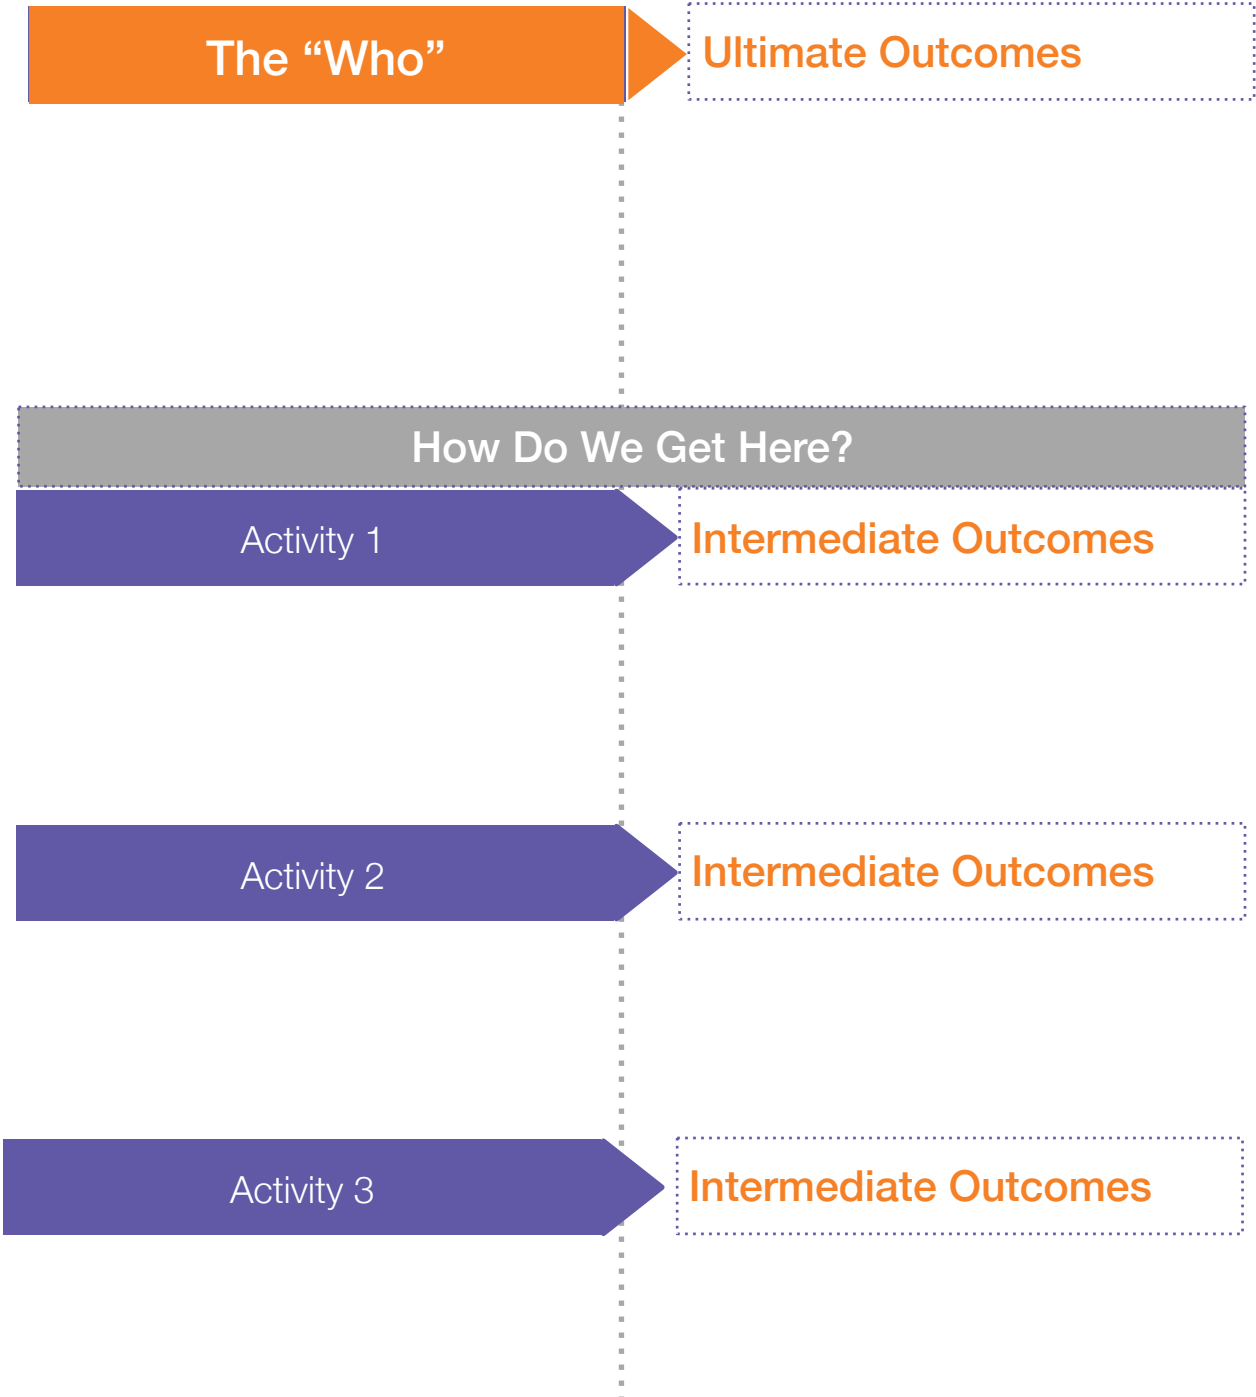 The “Who”
Ultimate Outcomes
How Do We Get Here?
Activity 1
Intermediate Outcomes
Activity 2
Intermediate Outcomes
Activity 3
Intermediate Outcomes